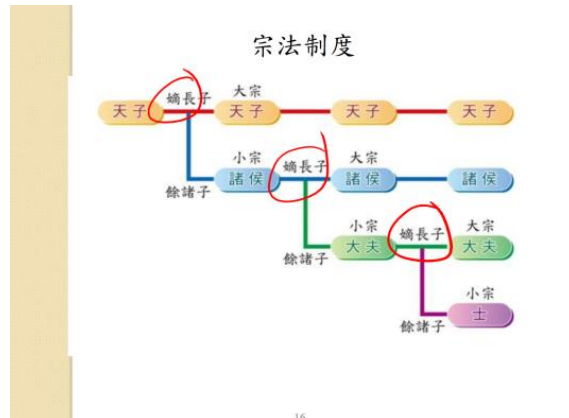 宗法制度
嫡長子 大宗
天子 天子 天子 天子
小宗 嫡長子 大宗
諸侯 諸侯 諸侯
餘諸子
小宗 嫡長子 大宗
大夫 大夫
餘諸子
小宗
士
餘諸子
16